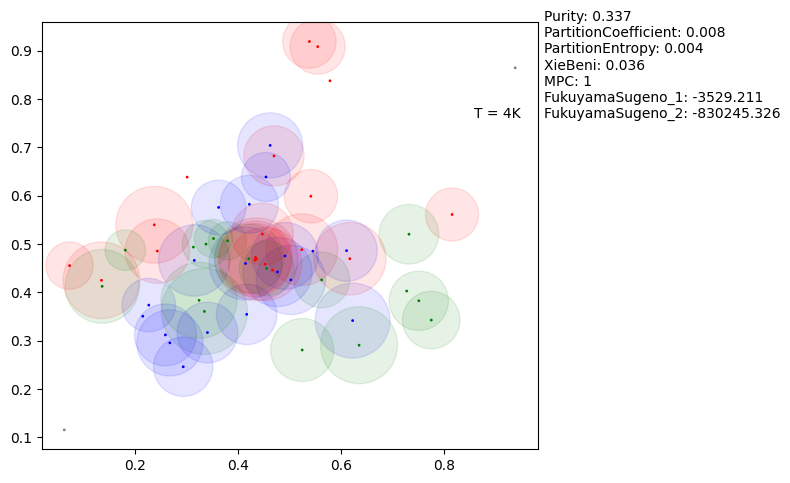 Purity: 0.337
PartitionCoefficient: 0.008
PartitionEntropy: 0.004
XieBeni: 0.036
MPC: 1
FukuyamaSugeno_1: -3529.211
FukuyamaSugeno_2: -830245.326
T = 4K
0.9
0.8
0.7
0.6
0.5
0.4
0.3
0.2
0.1
0.2 0.4 0.6 0.8